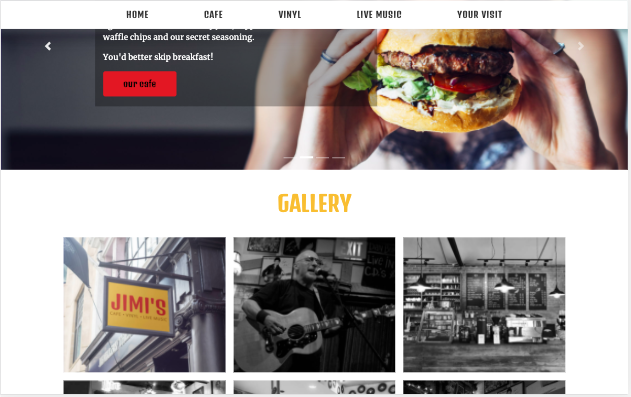 HOME CAFE VINYL LIVE MUSIC YOUR VISIT
waffle chips and our secret seasoning.
You'd better skip breakfast!
our cafe
GALLERY
JIMI'S